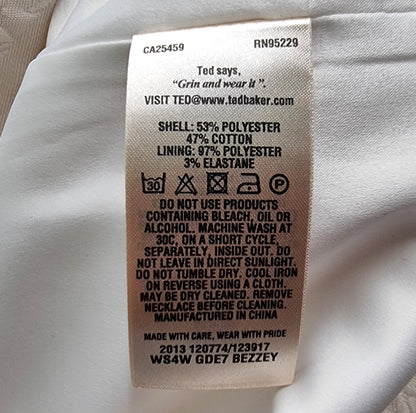 CA25459 RN95229
Ted says,
"Grin and wear it".
VISIT TED@www.tedbaker.com
SHELL: 53% POLYESTER
47% COTTON
LINING: 97% POLYESTER
3% ELASTANE
30 P
DO NOT USE PRODUCTS
CONTAINING BLEACH, OIL OR
ALCOHOL. MACHINE WASH AT
30C, ON A SHORT CYCLE,
SEPARATELY, INSIDE OUT. DO
NOT LEAVE IN DIRECT SUNLIGHT.
DO NOT TUMBLE DRY. COOL IRON
ON REVERSE USING A CLOTH.
MAY BE DRY CLEANED. REMOVE
NECKLACE BEFORE CLEANING.
MANUFACTURED IN CHINA
MADE WITH CARE, WEAR WITH PRIDE
2013 120774/123917
WS4W GDE7 BEZZEY